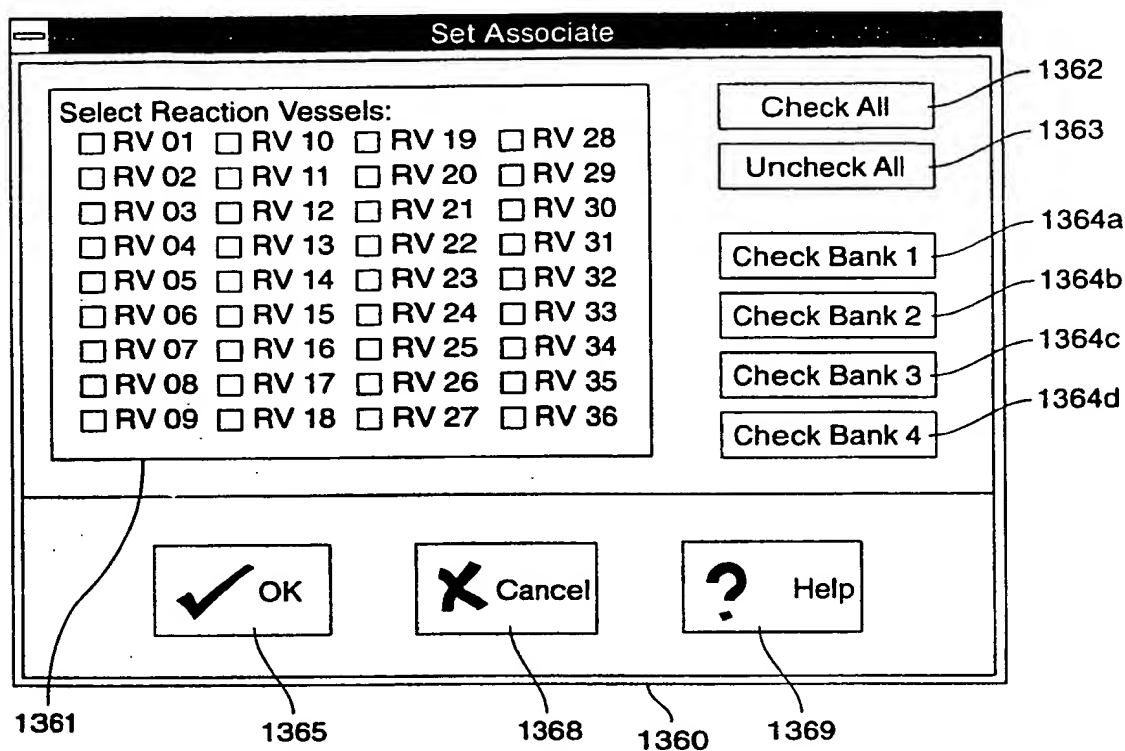 Set Associate
Select Reaction Vessels:
RV 01 RV 10 RV 19 RV 28
RV 02 RV 11 RV 20 RV 29
RV 03 RV 12 RV 21 RV 30
RV 04 RV 13 RV 22 RV 31
RV 05 RV 14 RV 23 RV 32
RV 06 RV 15 RV 24 RV 33
RV 07 RV 16 RV 25 RV 34
RV 08 RV 17 RV 26 RV 35
RV 09 RV 18 RV 27 RV 36
Check All
1362
Uncheck All
1363
Check Bank 1
1364a
Check Bank 2
1364b
Check Bank 3
1364c
Check Bank 4
1364d
OK
Cancel
? Help
1361
1365
1368
1360
1369